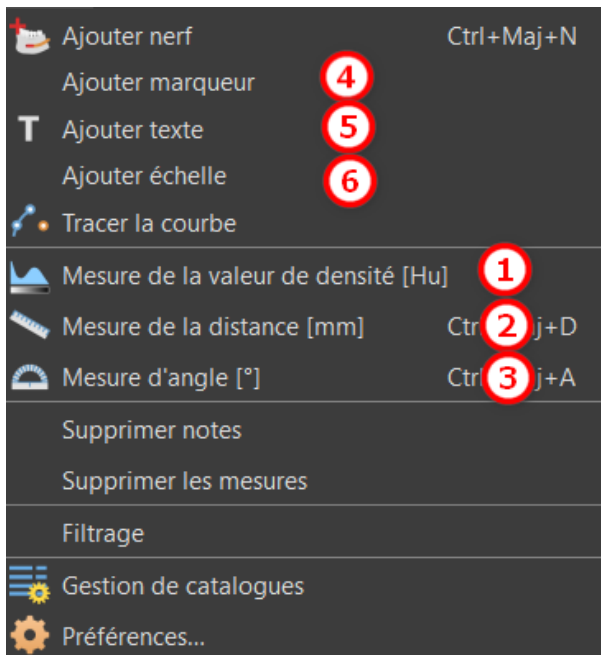 Ajouter nerf Ctrl+Maj+N
Ajouter marqueur 4
T Ajouter texte 5
Ajouter échelle 6
Tracer la courbe
Mesure de la valeur de densité [Hu] 1
Mesure de la distance [mm] Ctr 2 j+D
Mesure d'angle [°] Ctr 3 j+A
Supprimer notes
Supprimer les mesures
Filtrage
Gestion de catalogues
Préférences...